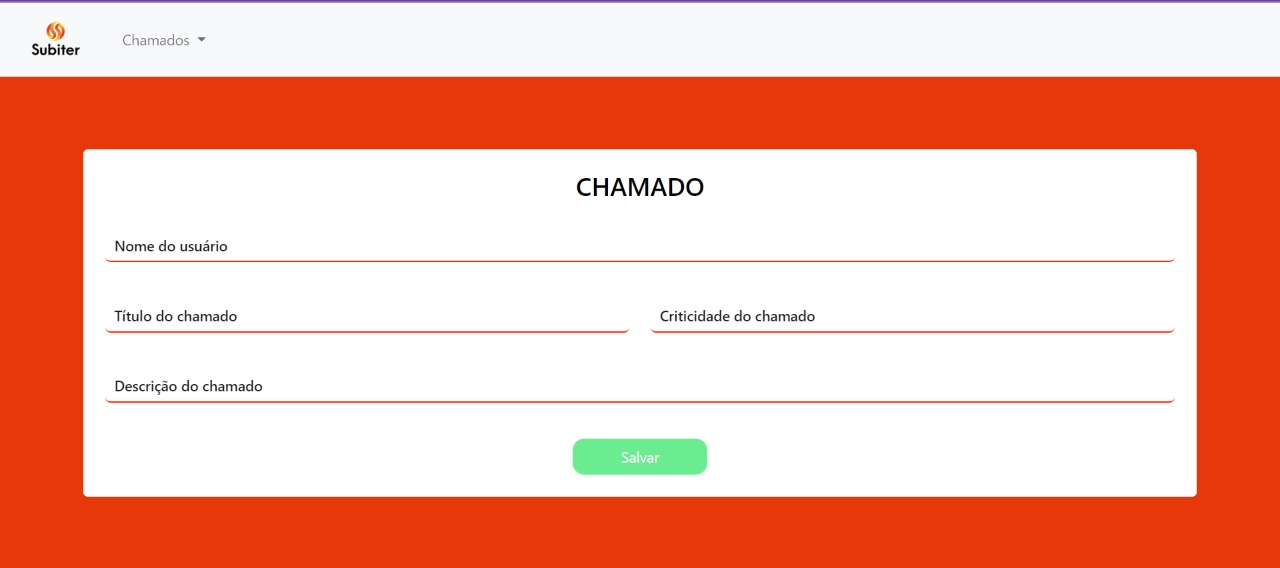 Subiter
Chamados
CHAMADO
Nome do usuário
Título do chamado
Criticidade do chamado
Descrição do chamado
Salvar